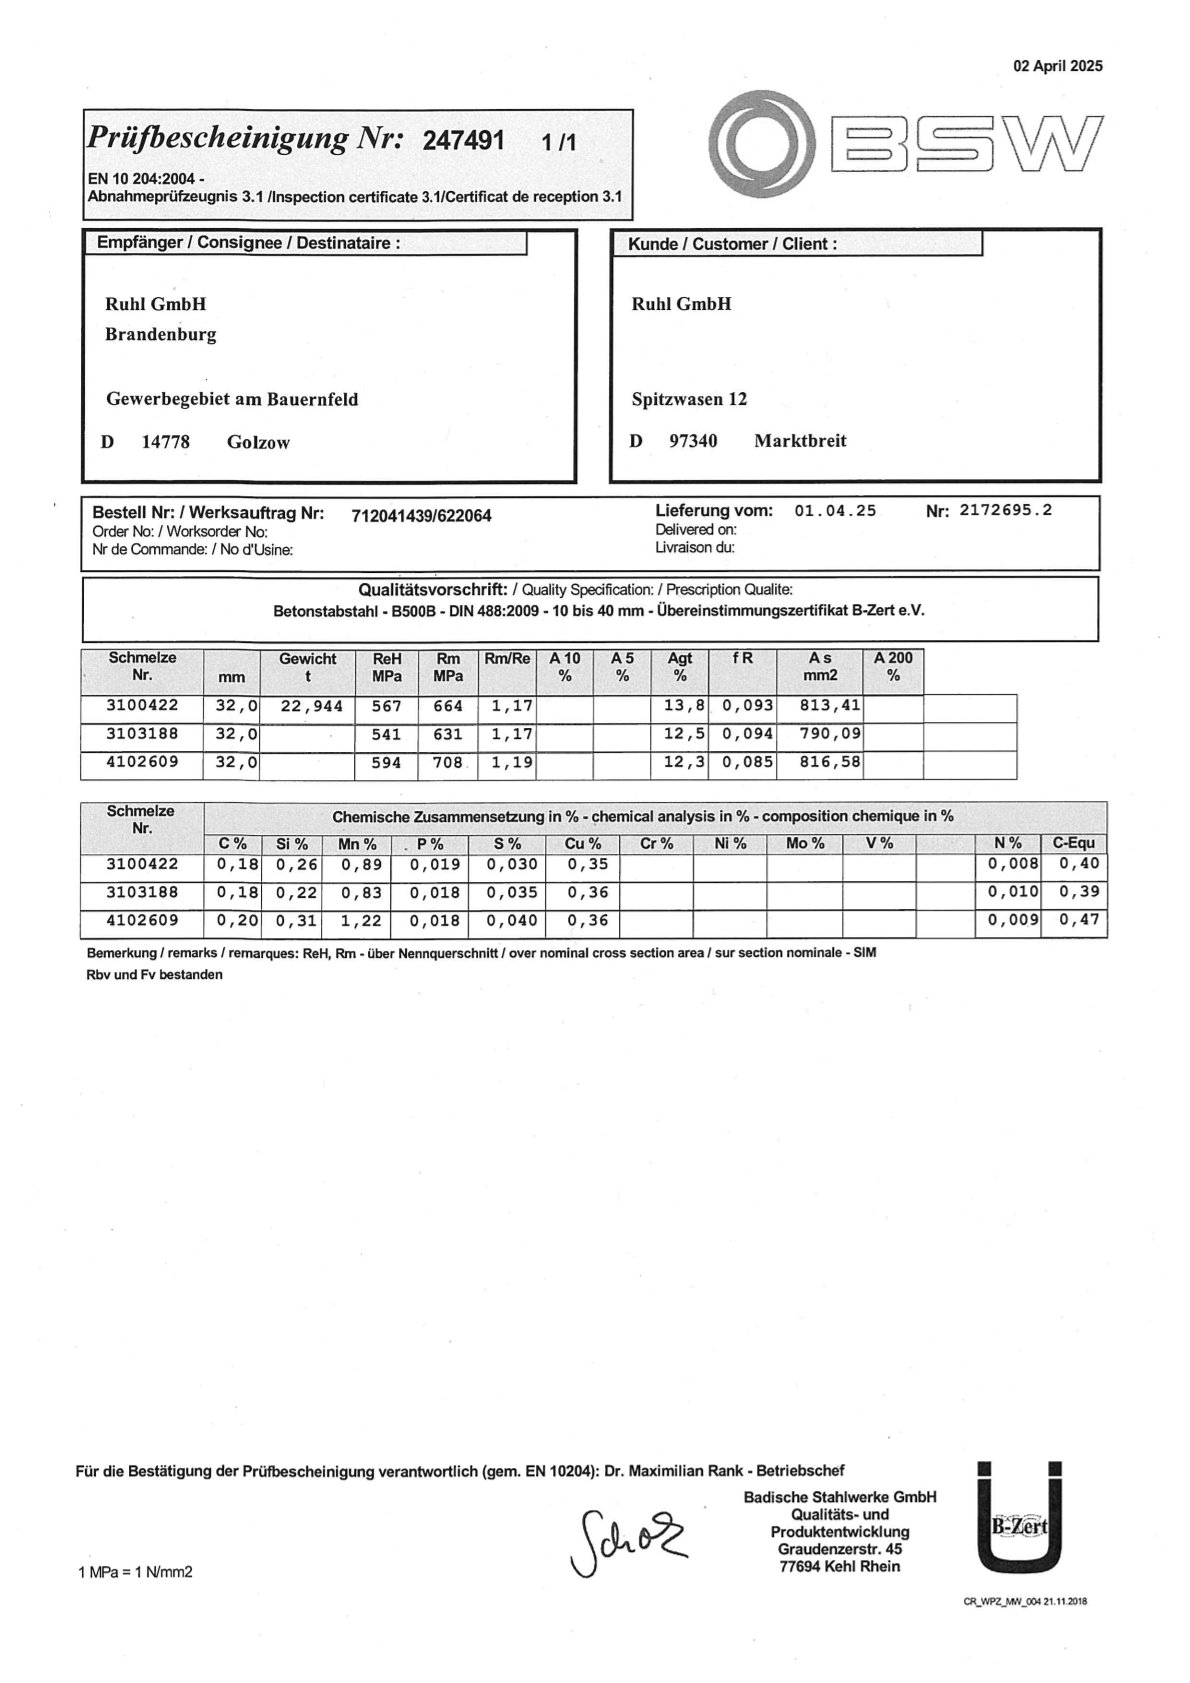 02 April 2025
Prüfbescheinigung Nr: 247491 1 /1
EN 10 204:2004 -
Abnahmeprüfzeugnis 3.1 /Inspection certificate 3.1/Certificat de reception 3.1
BSW
Empfänger / Consignee / Destinataire :
Ruhl GmbH
Brandenburg
Gewerbegebiet am Bauernfeld
D 14778 Golzow
Kunde / Customer / Client :
Ruhl GmbH
Spitzwasen 12
D 97340 Marktbreit
Bestell Nr: / Werksauftrag Nr: 712041439/622064
Order No: / Worksorder No:
Nr de Commande: / No d'Usine:
Lieferung vom: 01.04.25 Nr: 2172695.2
Delivered on:
Livraison du:
Qualitätsvorschrift: / Quality Specification: / Prescription Qualite:
Betonstabstahl - B500B - DIN 488:2009 - 10 bis 40 mm - Übereinstimmungszertifikat B-Zert e.V.
Schmelze Gewicht ReH Rm Rm/Re A 10 A 5 Agt f R A s A 200
Nr. mm t MPa MPa % % % mm2 %
3100422 32,0 22,944 567 664 1,17 13,8 0,093 813,41
3103188 32,0 541 631 1,17 12,5 0,094 790,09
4102609 32,0 594 708 1,19 12,3 0,085 816,58
Schmelze
Nr.
Chemische Zusammensetzung in % - chemical analysis in % - composition chemique in %
C % Si % Mn % P % S % Cu % Cr % Ni % Mo % V % N % C-Equ
3100422 0,18 0,26 0,89 0,019 0,030 0,35 0,008 0,40
3103188 0,18 0,22 0,83 0,018 0,035 0,36 0,010 0,39
4102609 0,20 0,31 1,22 0,018 0,040 0,36 0,009 0,47
Bemerkung / remarks / remarques: ReH, Rm - über Nennquerschnitt / over nominal cross section area / sur section nominale - SIM
Rbv und Fv bestanden
Für die Bestätigung der Prüfbescheinigung verantwortlich (gem. EN 10204): Dr. Maximilian Rank - Betriebschef
Badische Stahlwerke GmbH
Qualitäts- und
Produktentwicklung
Graudenzerstr. 45
77694 Kehl Rhein
B-Zert
1 MPa = 1 N/mm2
CR_WPZ_MW_004 21.11.2018